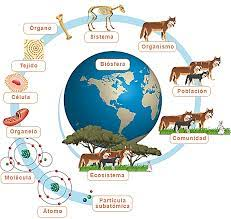 Órgano
Sistema
Organismo
Tejido
Biósfera
Población
Célula
Organelo
Comunidad
Molécula
Ecosistema
Átomo
Partícula
subatómica